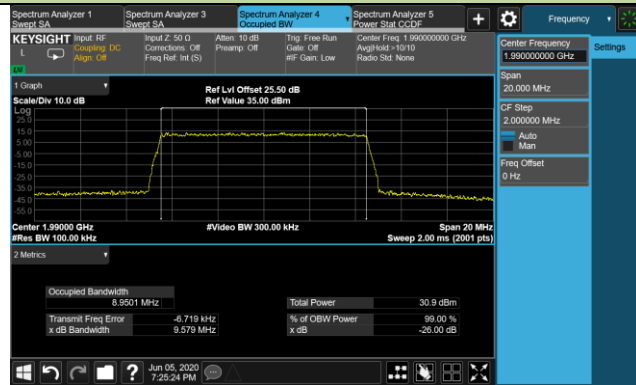 Spectrum Analyzer 1
Swept SA
Spectrum Analyzer 3
Swept SA
Spectrum Analyzer 4
Occupied BW
Spectrum Analyzer 5
Power Stat CCDF
Frequency
KEYSIGHT
L
Input: RF
Coupling: DC
Align: Off
Input Z: 50 Ω
Corrections: Off
Freq Ref: Int (S)
Atten: 10 dB
Preamp: Off
Trig: Free Run
Gate: Off
#IF Gain: Low
Center Freq: 1.990000000 GHz
Avg|Hold:>10/10
Radio Std: None
Center Frequency
1.990000000 GHz
Settings
Span
20.000 MHz
CF Step
2.000000 MHz
Auto
Man
Freq Offset
0 Hz
1 Graph
Scale/Div 10.0 dB
Ref Lvl Offset 25.50 dB
Ref Value 35.00 dBm
Log
25.0
15.0
5.00
-5.00
-15.0
-25.0
-35.0
-45.0
-55.0
Center 1.99000 GHz
#Res BW 100.00 kHz
#Video BW 300.00 kHz
Span 20 MHz
Sweep 2.00 ms (2001 pts)
2 Metrics
Occupied Bandwidth
8.9501 MHz
Total Power 30.9 dBm
Transmit Freq Error -6.719 kHz
% of OBW Power 99.00 %
x dB Bandwidth 9.579 MHz
x dB -26.00 dB
?
Jun 05, 2020
7:25:24 PM